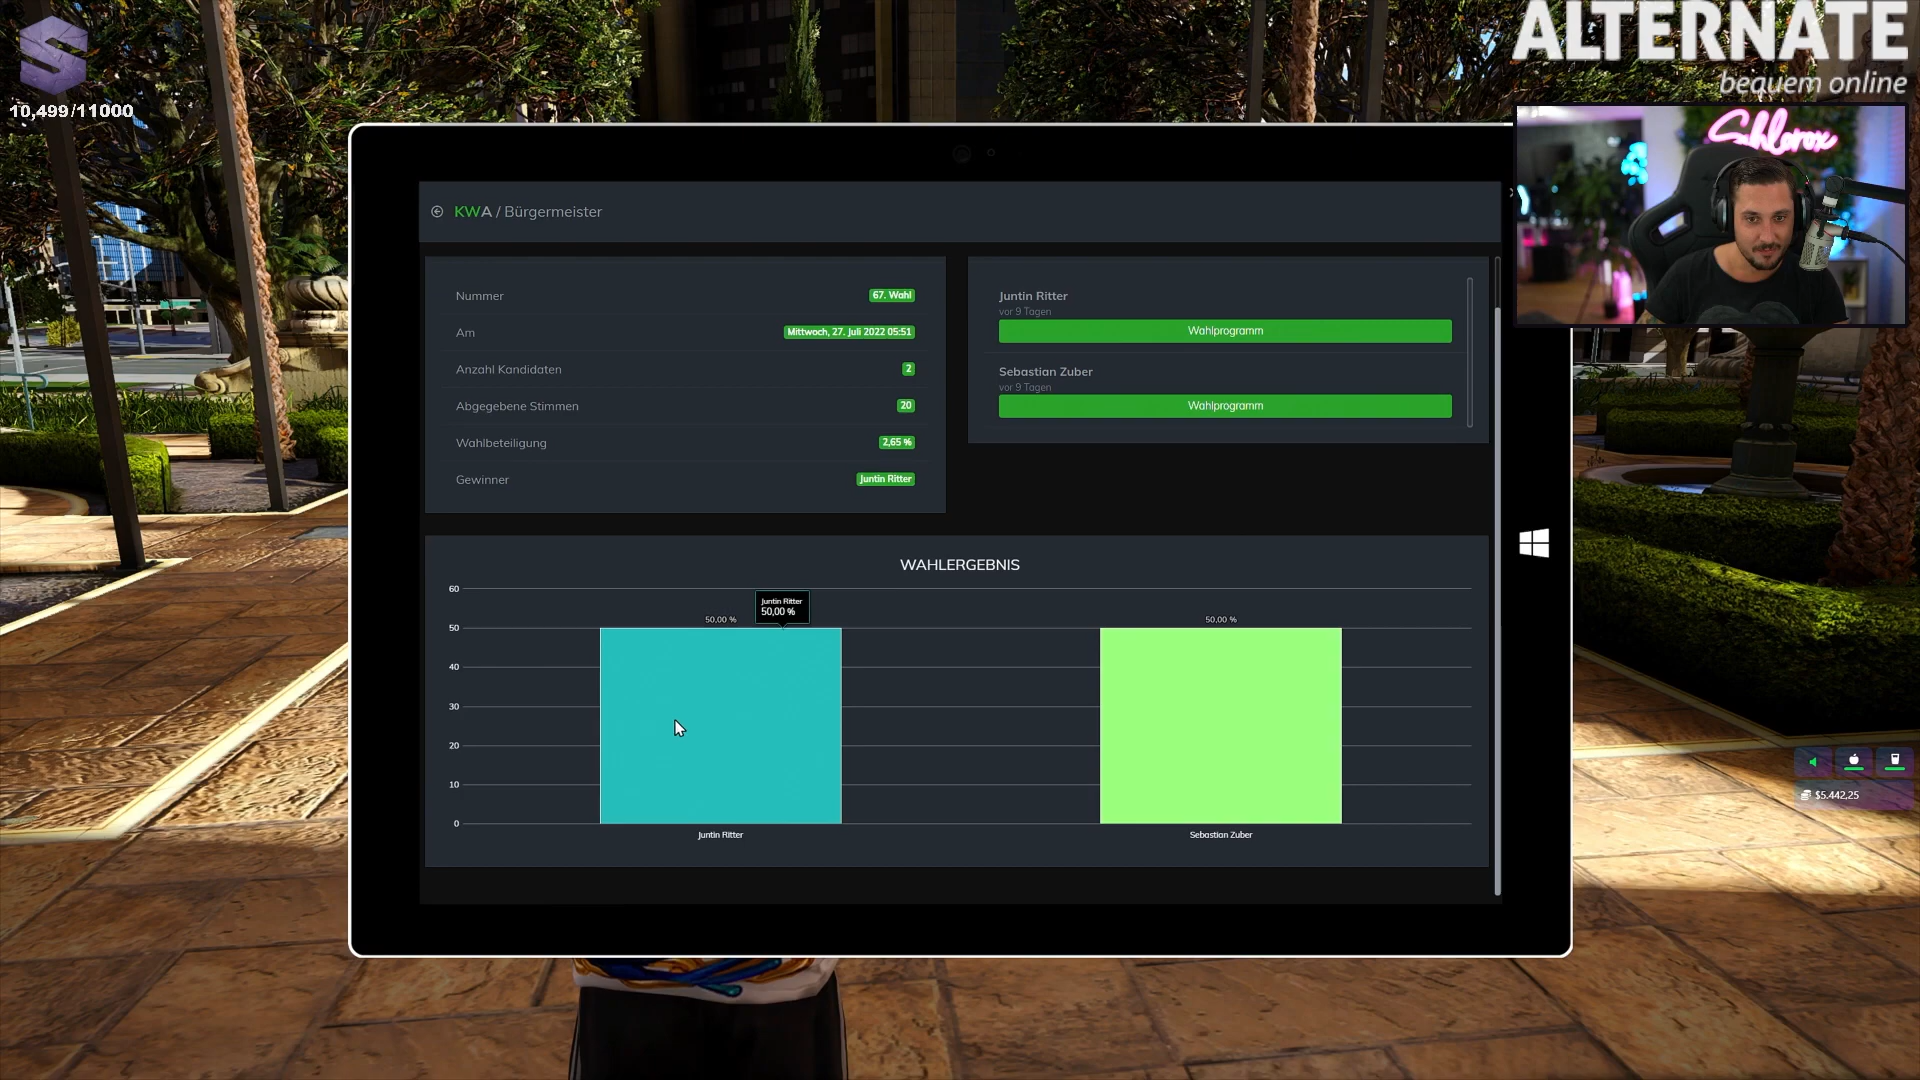 ALTERNATE
bequem online
10,499/11000
Schlorox
KWA / Bürgermeister
Nummer
67. Wahl
Am
Mittwoch, 27. Juli 2022 05:51
Anzahl Kandidaten
2
Abgegebene Stimmen
20
Wahlbeteiligung
2,65 %
Gewinner
Juntin Ritter
Juntin Ritter
vor 9 Tagen
Wahlprogramm
Sebastian Zuber
vor 9 Tagen
Wahlprogramm
WAHLERGEBNIS
60
50
40
30
20
10
0
50,00 %
Juntin Ritter
50,00 %
50,00 %
Juntin Ritter
Sebastian Zuber
$5.442,25